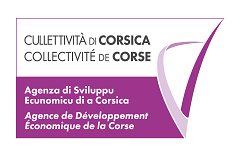 CULLETTIVITÀ DI CORSICA
COLLECTIVITÉ DE CORSE
Agenza di Sviluppu
Ecunomicu di a Corsica
Agence de Développement
Économique de la Corse